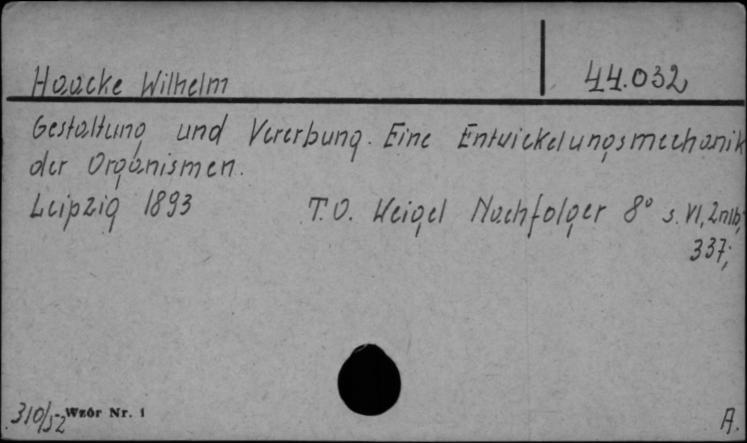 Haacke Wilhelm 44.032
Gestaltung und Vererbung. Eine Entwickelungsmechanik
der Organismen.
Leipzig 1893 T.O. Weigel Nachfolger 8° s. VI, 2nlb,
337;
310/52 Wzór Nr. 1 A.